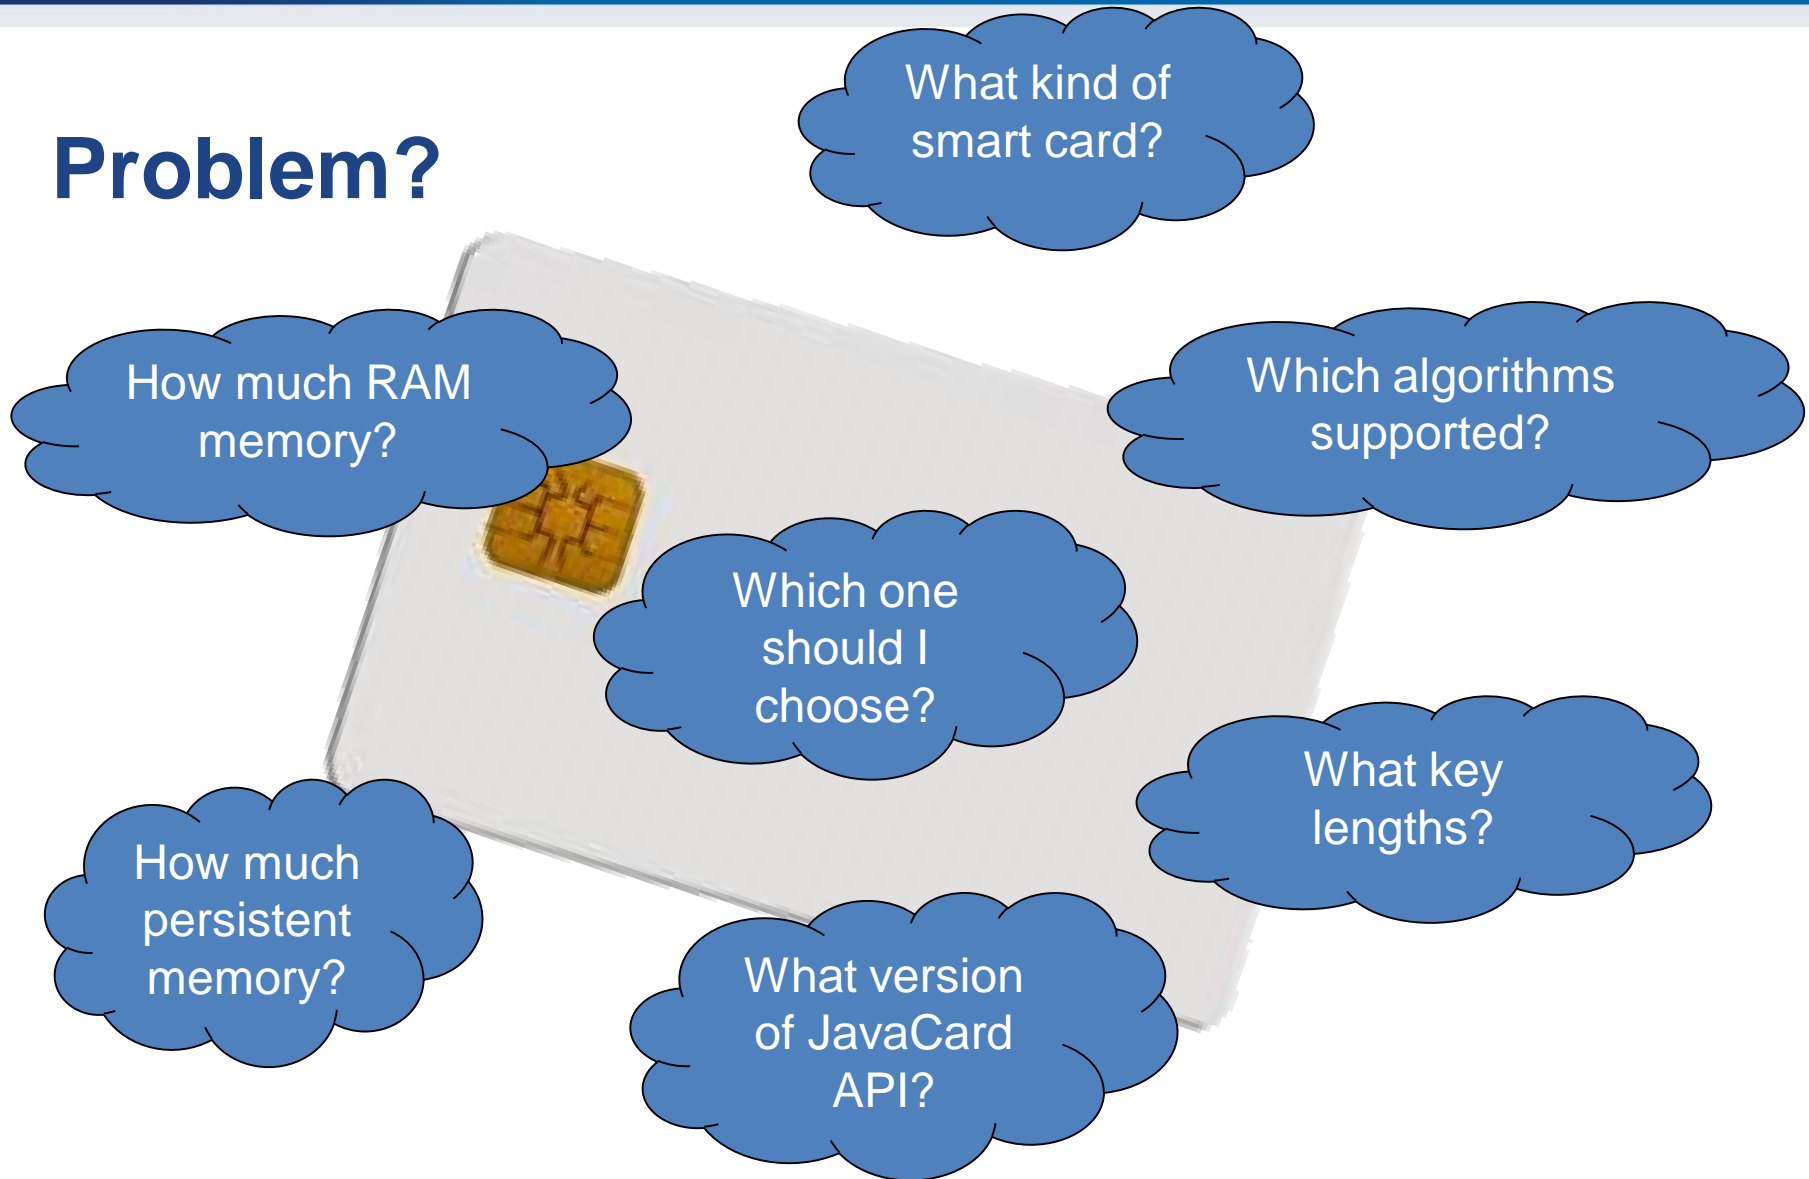 Problem?
What kind of
smart card?
How much RAM
memory?
Which algorithms
supported?
Which one
should I
choose?
What key
lengths?
How much
persistent
memory?
What version
of JavaCard
API?